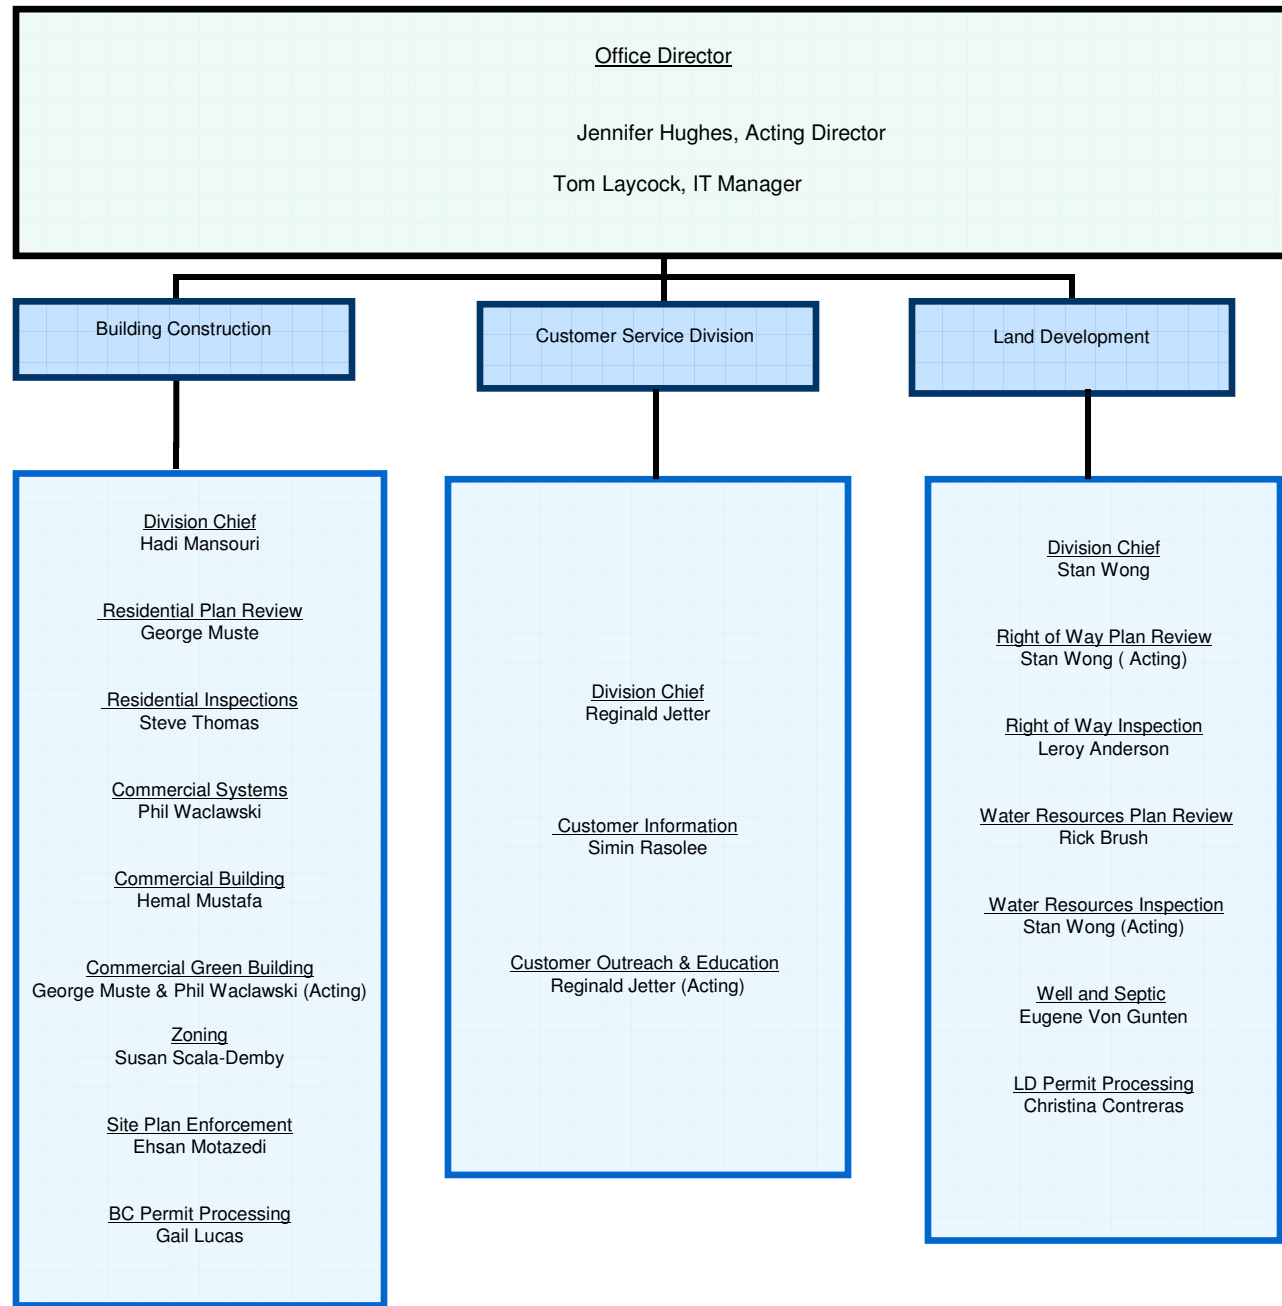 Office Director
Jennifer Hughes, Acting Director
Tom Laycock, IT Manager
Building Construction
Customer Service Division
Land Development
Division Chief
Hadi Mansouri
Residential Plan Review
George Muste
Residential Inspections
Steve Thomas
Commercial Systems
Phil Waclawski
Commercial Building
Hemal Mustafa
Commercial Green Building
George Muste & Phil Waclawski (Acting)
Zoning
Susan Scala-Demby
Site Plan Enforcement
Ehsan Motazedi
BC Permit Processing
Gail Lucas
Division Chief
Reginald Jetter
Customer Information
Simin Rasolee
Customer Outreach & Education
Reginald Jetter (Acting)
Division Chief
Stan Wong
Right of Way Plan Review
Stan Wong ( Acting)
Right of Way Inspection
Leroy Anderson
Water Resources Plan Review
Rick Brush
Water Resources Inspection
Stan Wong (Acting)
Well and Septic
Eugene Von Gunten
LD Permit Processing
Christina Contreras